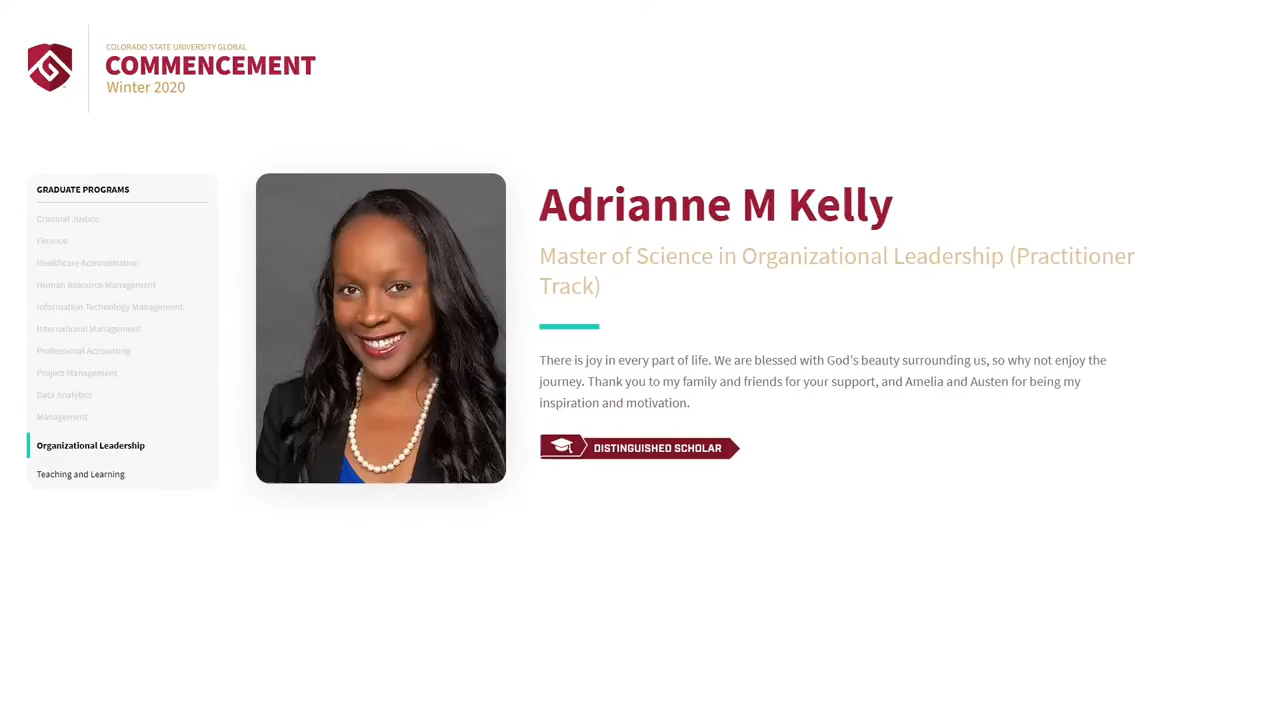 COLORADO STATE UNIVERSITY GLOBAL
COMMENCEMENT
Winter 2020
GRADUATE PROGRAMS
Criminal Justice
Finance
Healthcare Administration
Human Resource Management
Information Technology Management
International Management
Professional Accounting
Project Management
Data Analytics
Management
Organizational Leadership
Teaching and Learning
Adrianne M Kelly
Master of Science in Organizational Leadership (Practitioner
Track)
There is joy in every part of life. We are blessed with God's beauty surrounding us, so why not enjoy the
journey. Thank you to my family and friends for your support, and Amelia and Austen for being my
inspiration and motivation.
DISTINGUISHED SCHOLAR